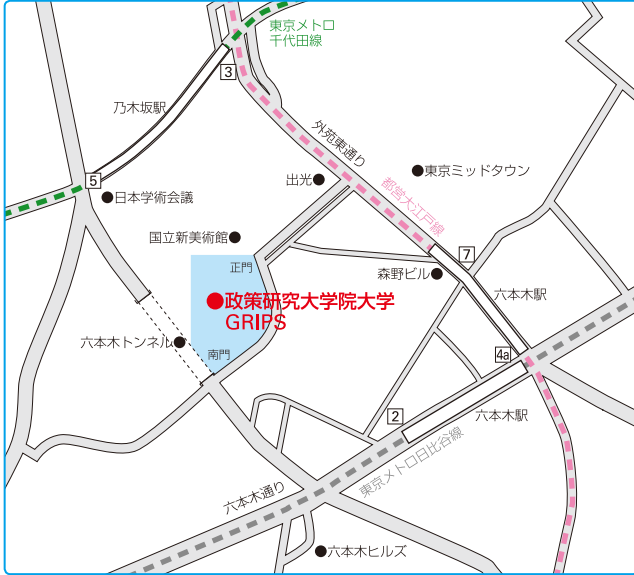 東京メトロ
千代田線
3
乃木坂駅
外苑東通り
5
日本学術会議
出光
東京ミッドタウン
都営大江戸線
国立新美術館
7
正門
森野ビル
六本木駅
政策研究大学院大学
GRIPS
六本木トンネル
南門
4a
2
六本木駅
東京メトロ日比谷線
六本木通り
六本木ヒルズ